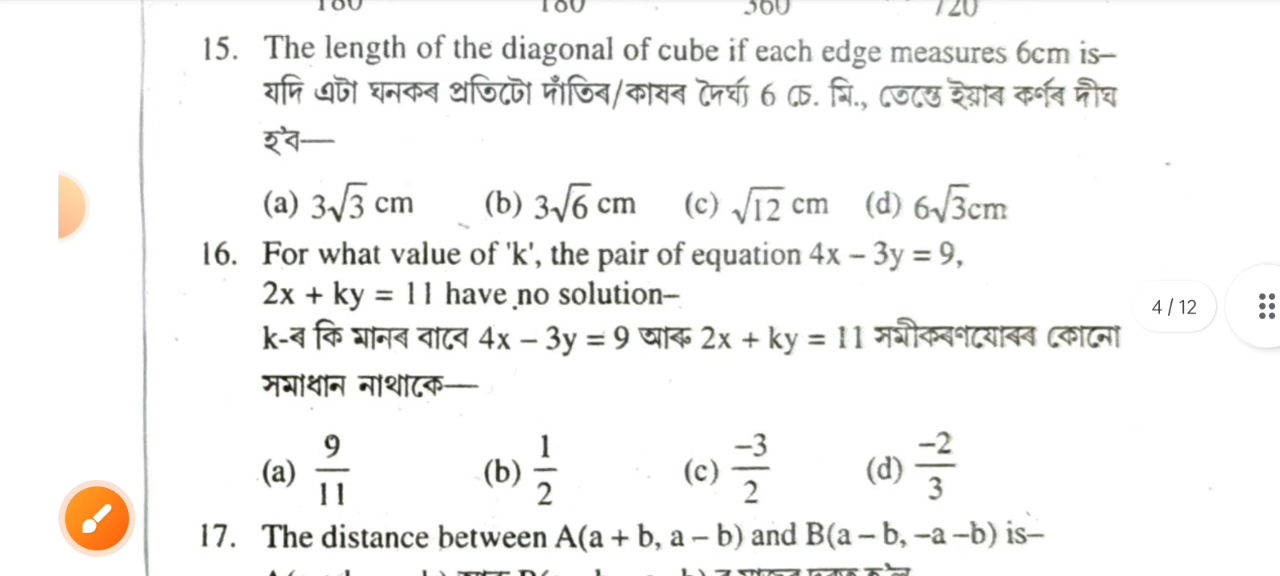 180 180 360 720
15. The length of the diagonal of cube if each edge measures 6cm is–
যদি এটা ঘনকৰ প্ৰতিটো দাঁতিৰ/কাষৰ দৈৰ্ঘ্য 6 চে. মি., তেন্তে ইয়াৰ কৰ্ণৰ দীঘ
হ'ব—
(a) 3√3 cm (b) 3√6 cm (c) √12 cm (d) 6√3cm
16. For what value of 'k', the pair of equation 4x – 3y = 9,
2x + ky = 11 have no solution–
4 / 12
k-ৰ কি মানৰ বাবে 4x – 3y = 9 আৰু 2x + ky = 11 সমীকৰণযোৰৰ কোনো
সমাধান নাথাকে—
(a) 9/11 (b) 1/2 (c) -3/2 (d) -2/3
17. The distance between A(a + b, a – b) and B(a – b, –a –b) is–